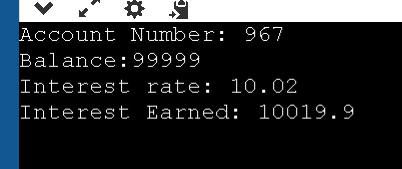 Account Number: 967
Balance:99999
Interest rate: 10.02
Interest Earned: 10019.9